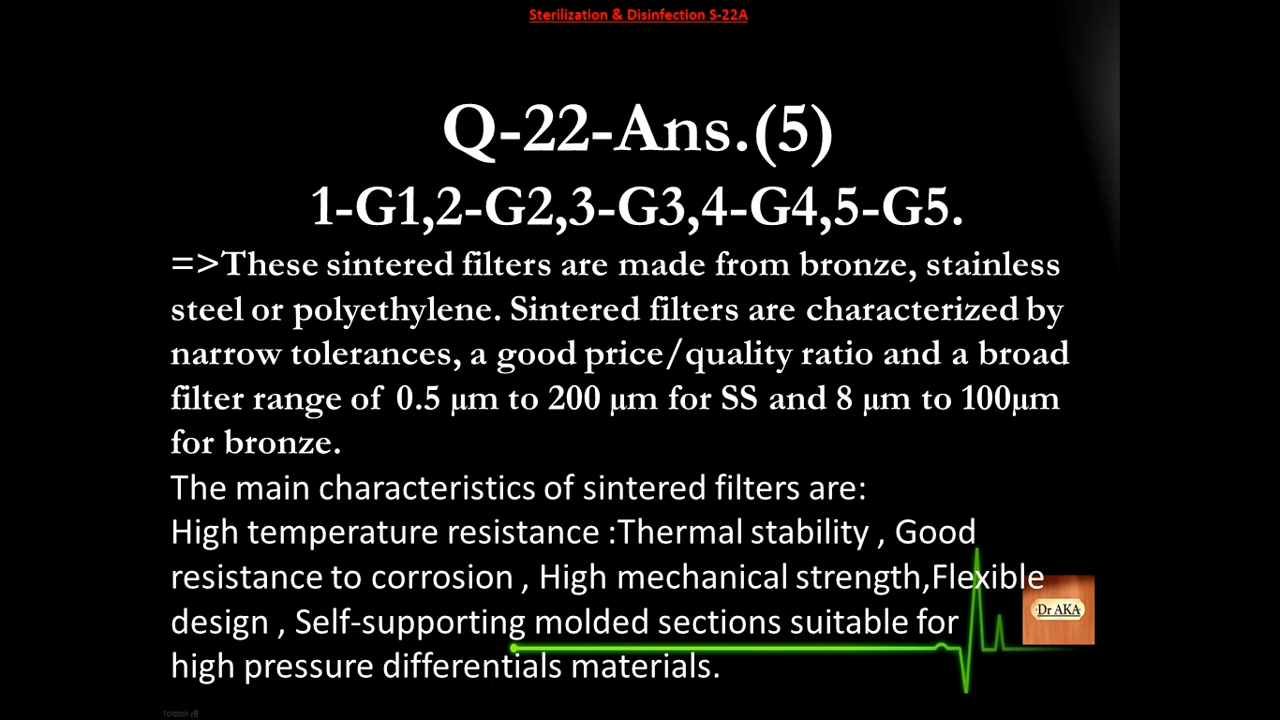 Sterilization & Disinfection S-22A
Q-22-Ans.(5)
1-G1,2-G2,3-G3,4-G4,5-G5.
=>These sintered filters are made from bronze, stainless
steel or polyethylene. Sintered filters are characterized by
narrow tolerances, a good price/quality ratio and a broad
filter range of 0.5 µm to 200 µm for SS and 8 µm to 100µm
for bronze.
The main characteristics of sintered filters are:
High temperature resistance :Thermal stability , Good
resistance to corrosion , High mechanical strength,Flexible
design , Self-supporting molded sections suitable for
high pressure differentials materials.
Dr AKA